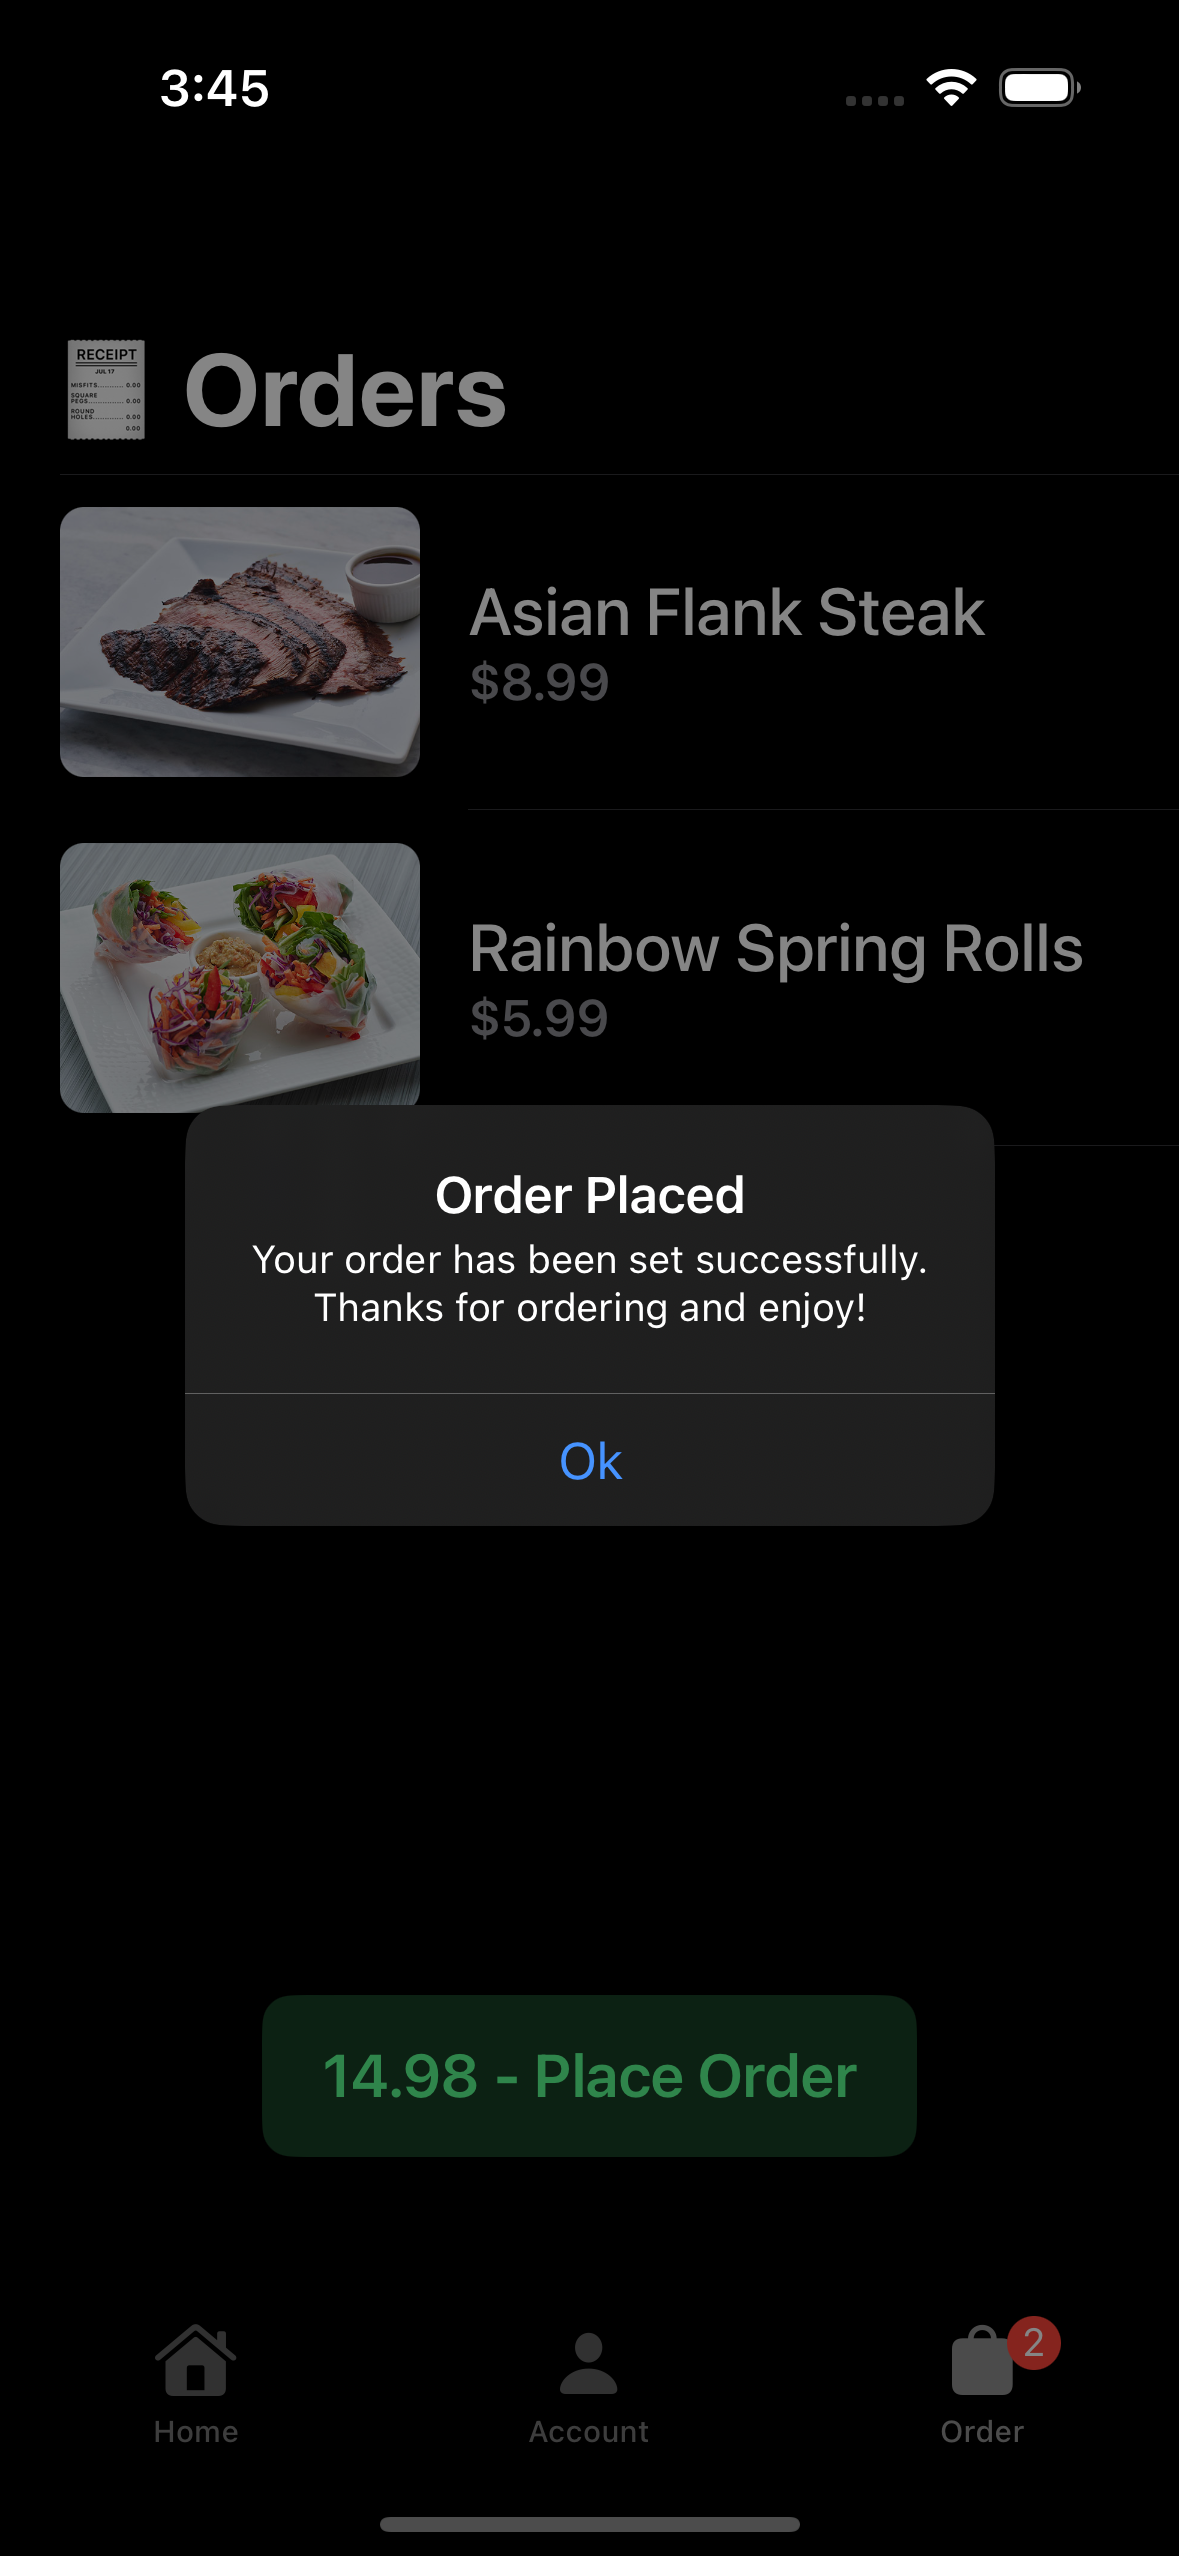 3:45
RECEIPT
JUL 17
MISFITS........... 0.00
SQUARE
PEGS.............. 0.00
ROUND
HOLES............. 0.00
0.00
Orders
Asian Flank Steak
$8.99
Rainbow Spring Rolls
$5.99
Order Placed
Your order has been set successfully.
Thanks for ordering and enjoy!
Ok
14.98 - Place Order
2
Home
Account
Order